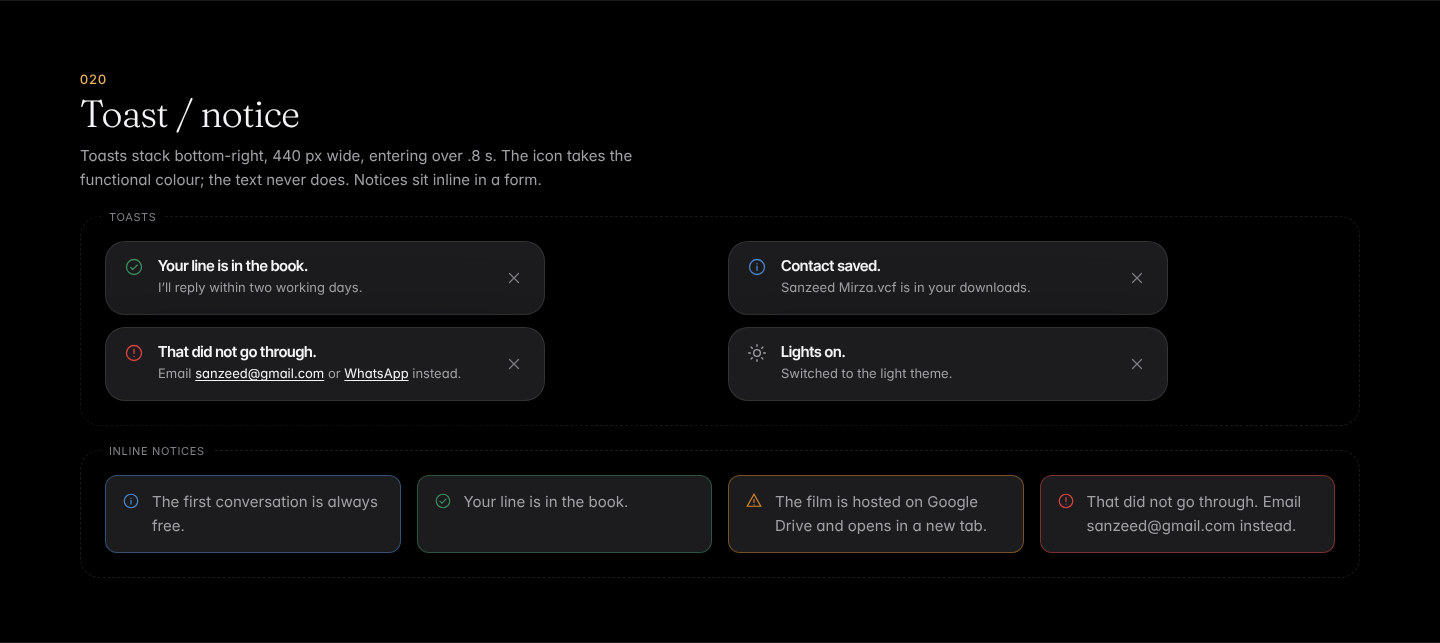 020
Toast / notice
Toasts stack bottom-right, 440 px wide, entering over .8 s. The icon takes the
functional colour; the text never does. Notices sit inline in a form.
TOASTS
Your line is in the book.
I’ll reply within two working days.
Contact saved.
Sanzeed Mirza.vcf is in your downloads.
That did not go through.
Email sanzeed@gmail.com or WhatsApp instead.
Lights on.
Switched to the light theme.
INLINE NOTICES
The first conversation is always
free.
Your line is in the book.
The film is hosted on Google
Drive and opens in a new tab.
That did not go through. Email
sanzeed@gmail.com instead.